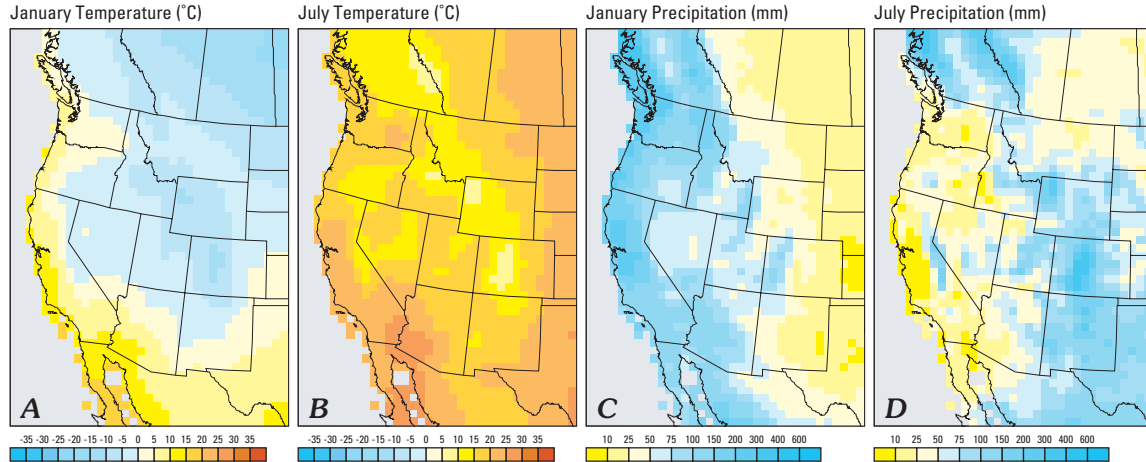 January Temperature (˚C) July Temperature (˚C) January Precipitation (mm) July Precipitation (mm)
A B C D
-35 -30 -25 -20 -15 -10 -5 0 5 10 15 20 25 30 35 -35 -30 -25 -20 -15 -10 -5 0 5 10 15 20 25 30 35 10 25 50 75 100 150 200 300 400 600 10 25 50 75 100 150 200 300 400 600